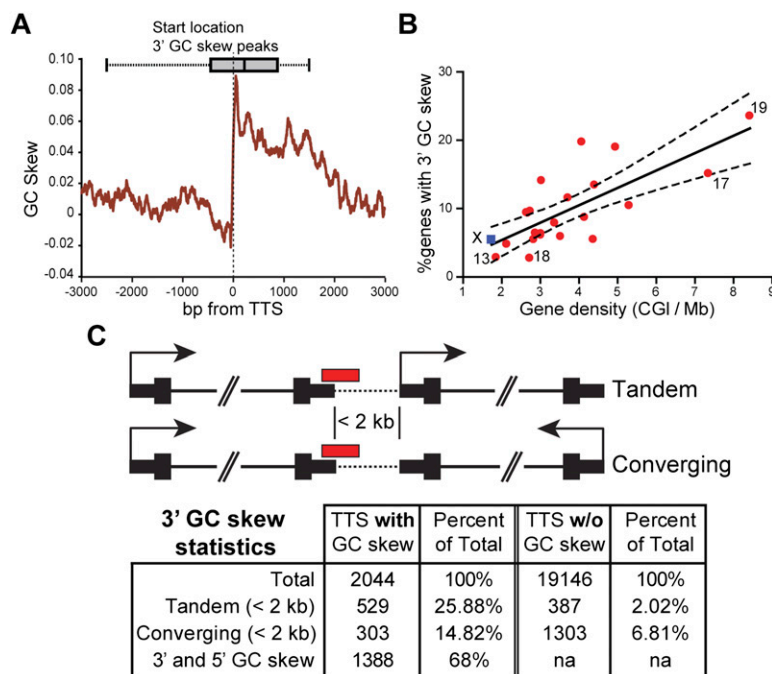 A
Start location
3' GC skew peaks
0.10
0.08
0.06
0.04
0.02
0
-0.02
-0.04
GC Skew
-3000 -2000 -1000 0 1000 2000 3000
bp from TTS
B
30
20
10
0
%genes with 3' GC skew
19
17
X
13
18
1 2 3 4 5 6 7 8 9
Gene density (CGI / Mb)
C
Tandem
< 2 kb
Converging
3' GC skew statistics
TTS with GC skew
Percent of Total
TTS w/o GC skew
Percent of Total
Total 2044 100% 19146 100%
Tandem (< 2 kb) 529 25.88% 387 2.02%
Converging (< 2 kb) 303 14.82% 1303 6.81%
3' and 5' GC skew 1388 68% na na